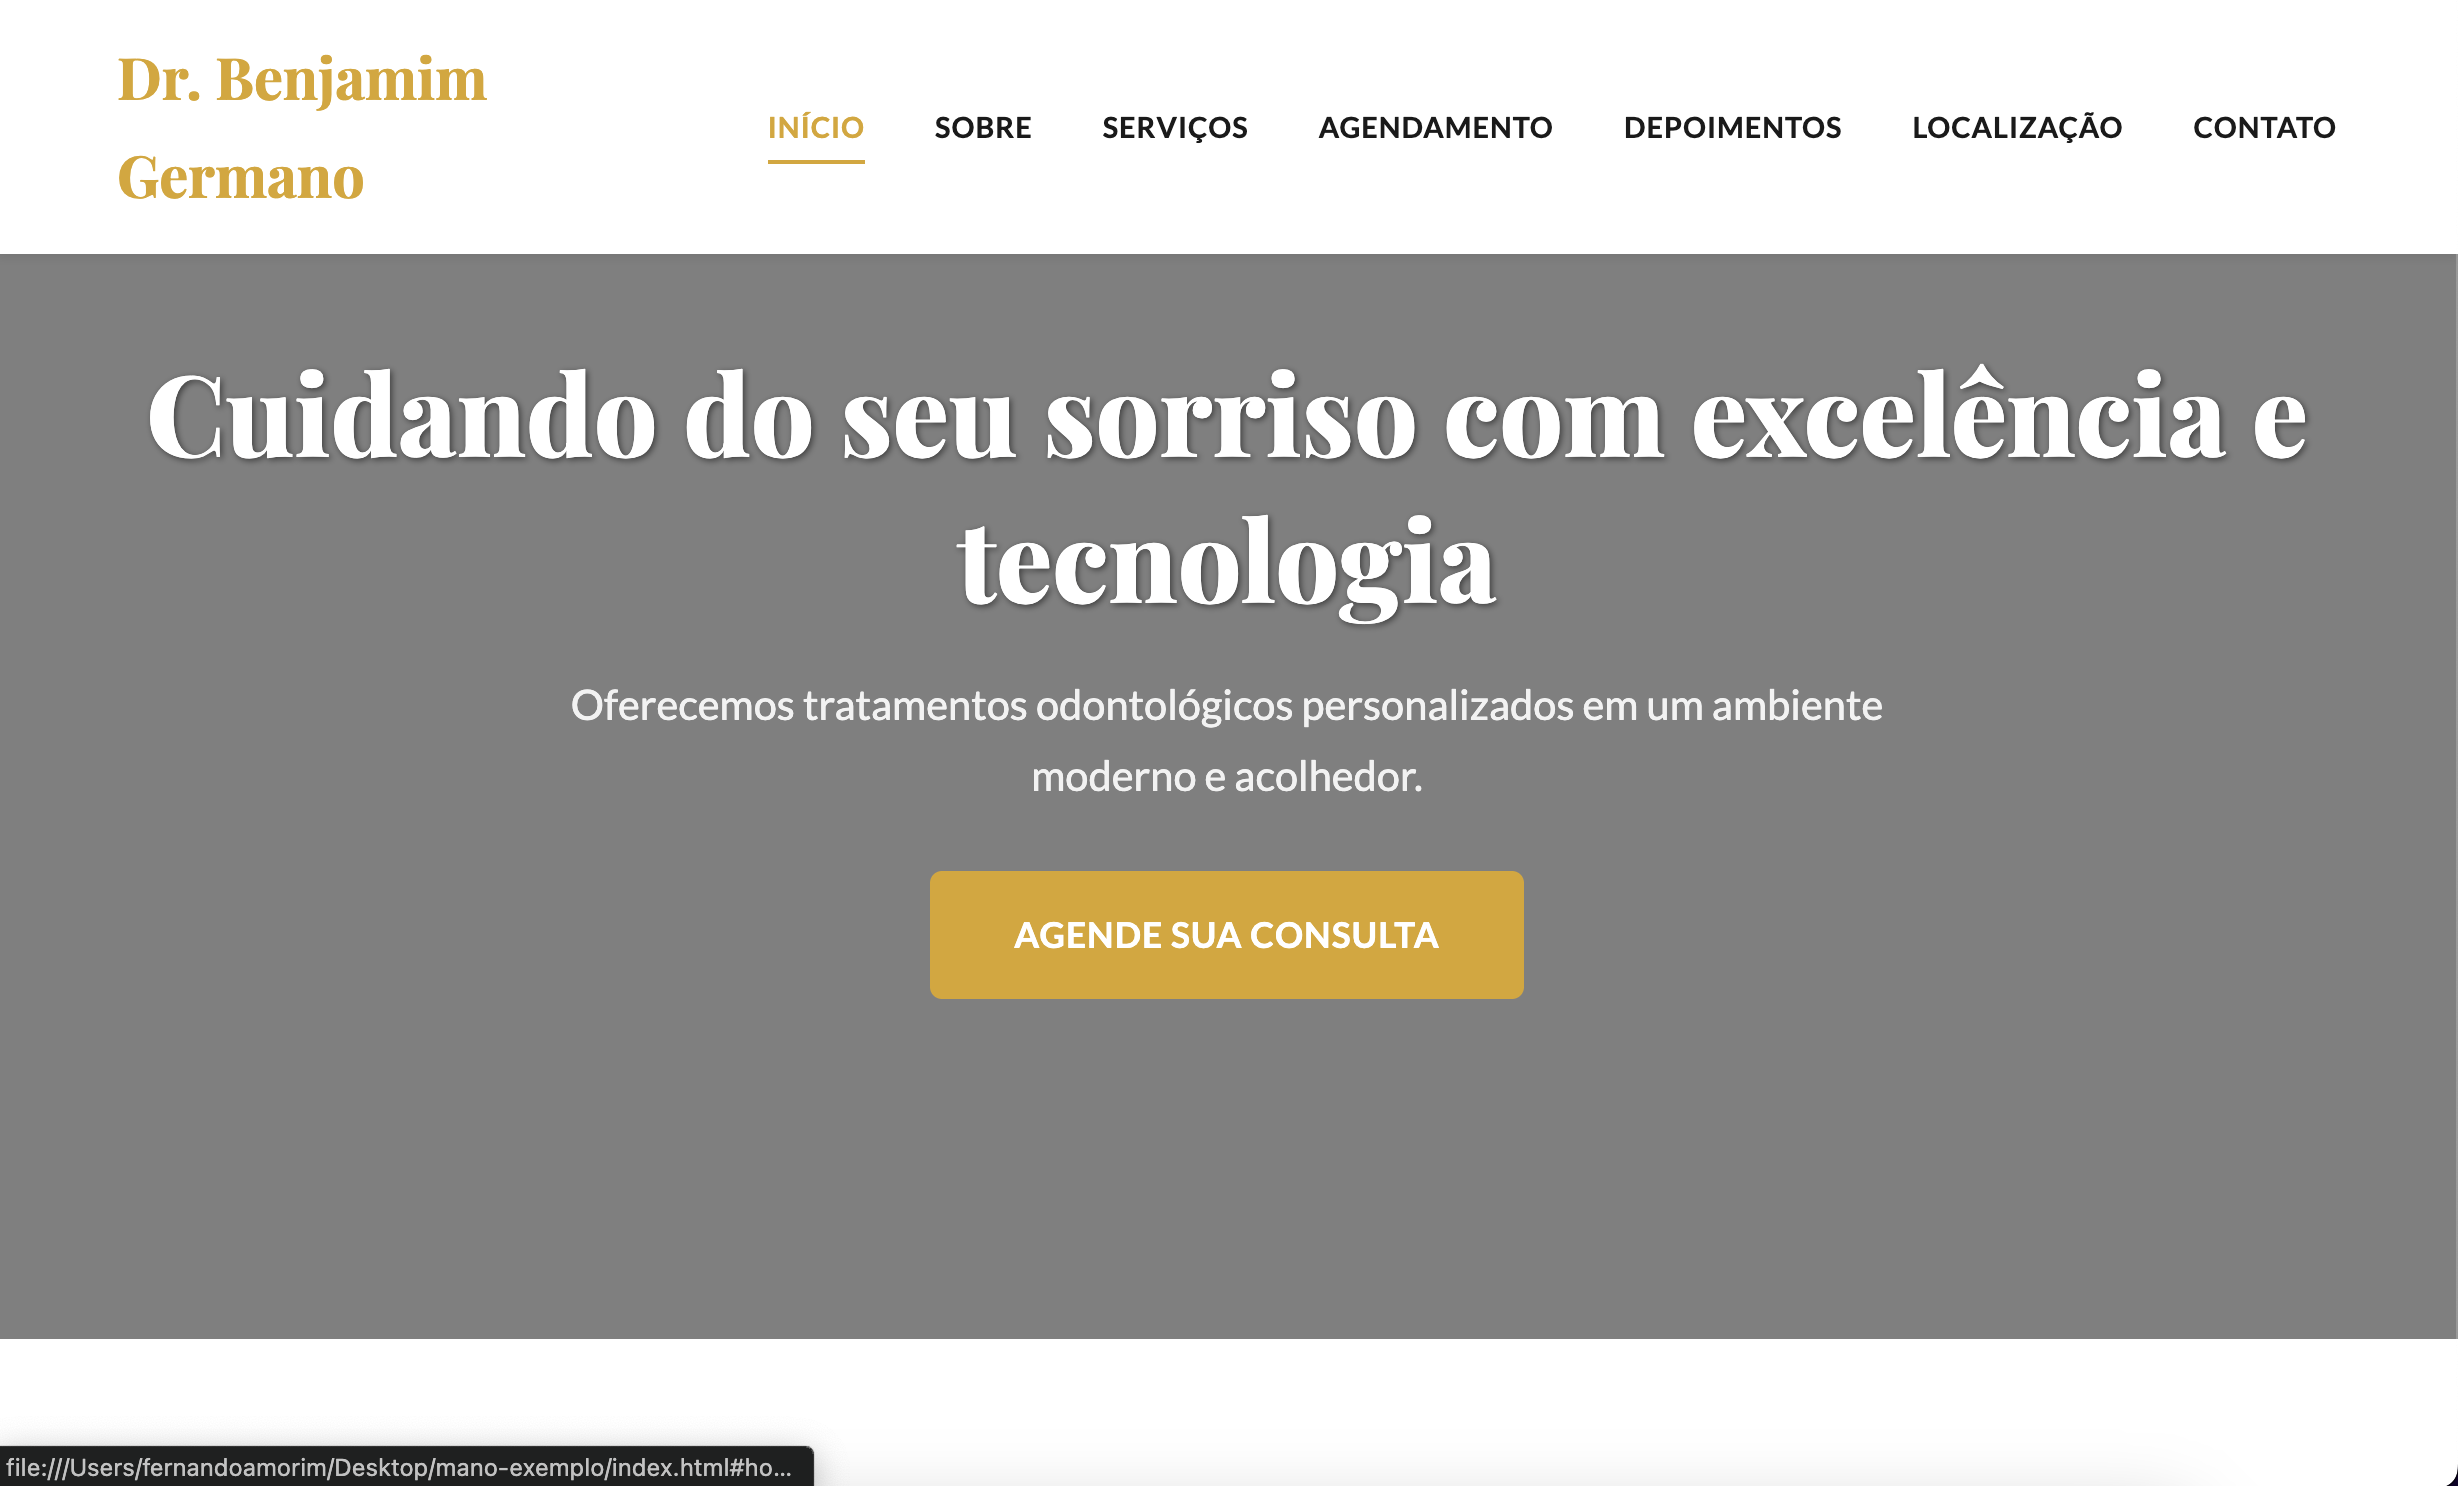 Dr. Benjamim
Germano
INÍCIO SOBRE SERVIÇOS AGENDAMENTO DEPOIMENTOS LOCALIZAÇÃO CONTATO
Cuidando do seu sorriso com excelência e
tecnologia
Oferecemos tratamentos odontológicos personalizados em um ambiente
moderno e acolhedor.
AGENDE SUA CONSULTA
file:///Users/fernandoamorim/Desktop/mano-exemplo/index.html#ho...